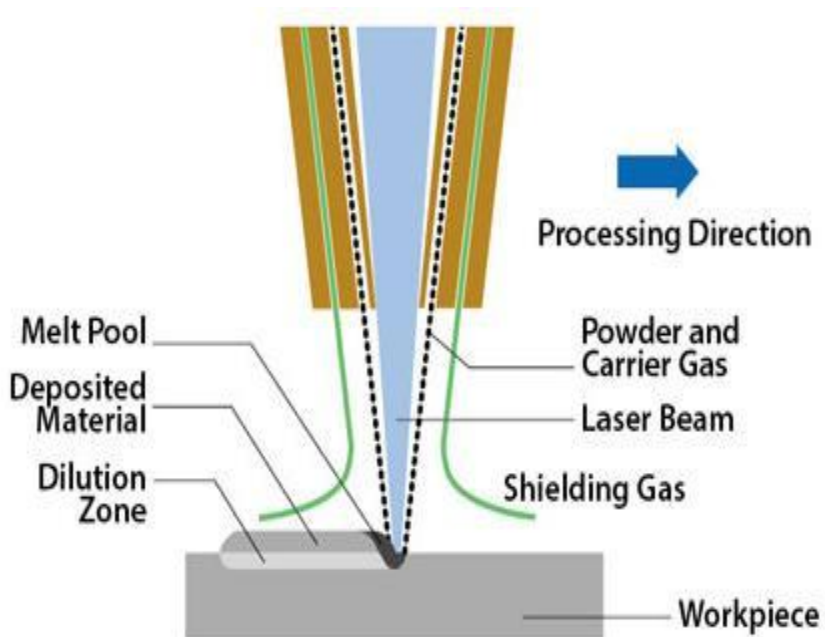 Processing Direction
Melt Pool
Deposited
Material
Dilution
Zone
Powder and
Carrier Gas
Laser Beam
Shielding Gas
Workpiece